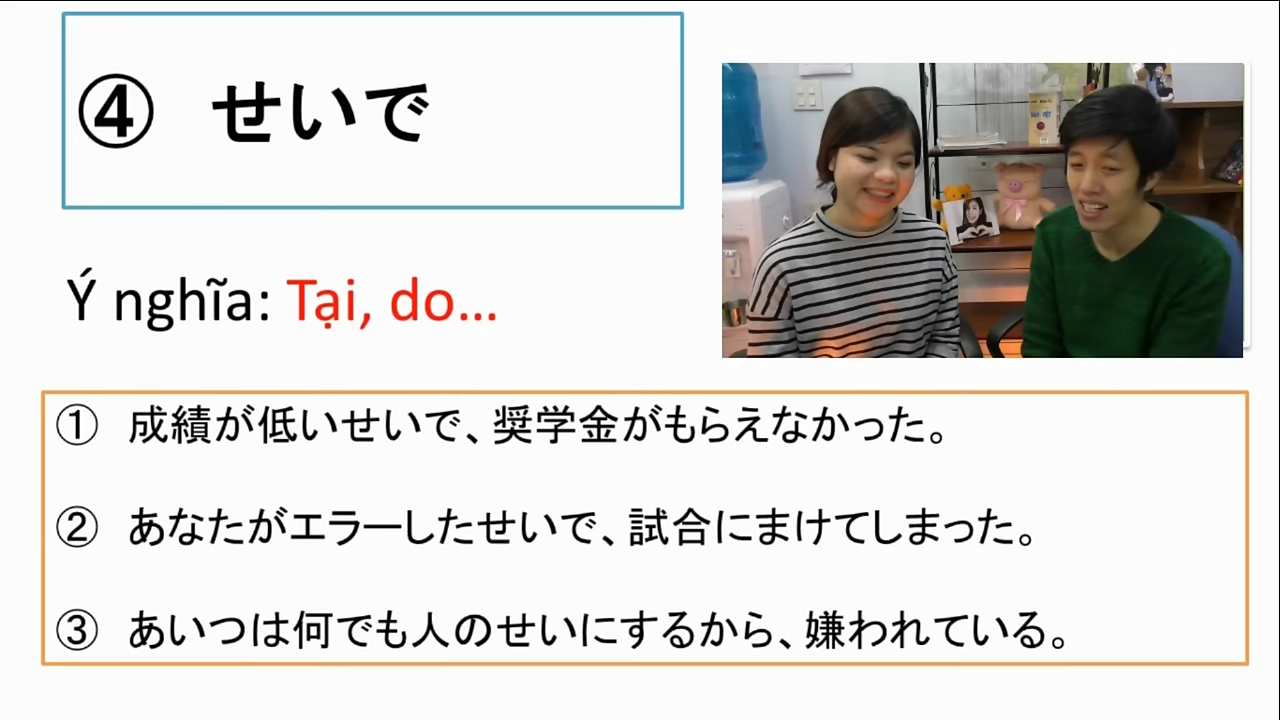 ④ せいで
Ý nghĩa: Tại, do...
① 成績が低いせいで、奨学金がもらえなかった。
② あなたがエラーしたせいで、試合にまけてしまった。
③ あいつは何でも人のせいにするから、嫌われている。